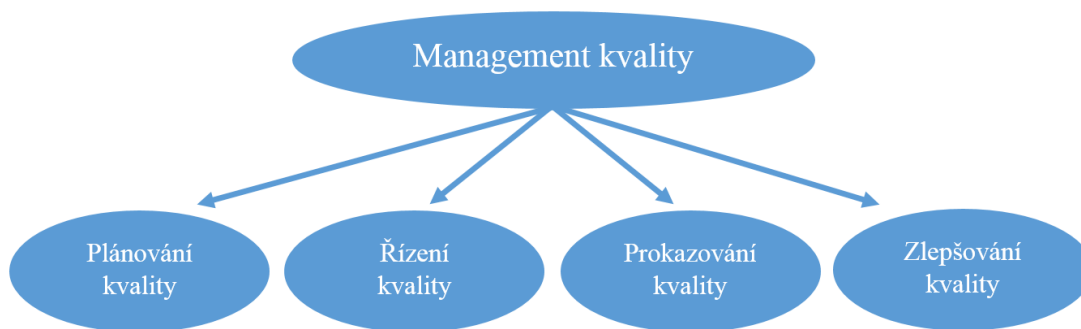 Management kvality
Plánování
kvality
Řízení
kvality
Prokazování
kvality
Zlepšování
kvality